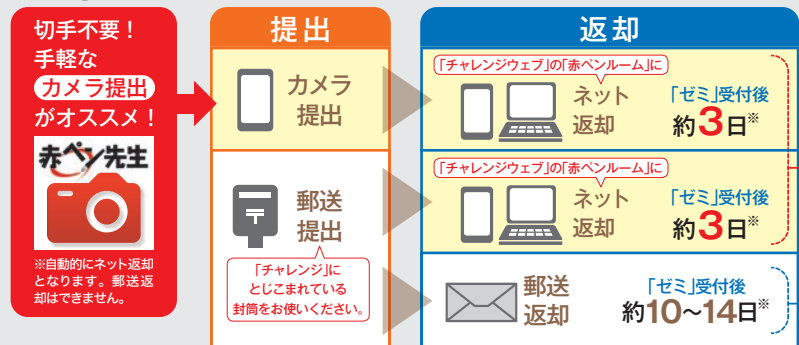 切手不要！
手軽な
カメラ提出
がオススメ！
赤ペン先生
※自動的にネット返却
となります。郵送返
却はできません。
提出
カメラ
提出
郵送
提出
「チャレンジ」に
とじこまれている
封筒をお使いください。
返却
「チャレンジウェブ」の「赤ペンルーム」に
ネット
返却
「ゼミ」受付後
約3日※
「チャレンジウェブ」の「赤ペンルーム」に
ネット
返却
「ゼミ」受付後
約3日※
郵送
返却
「ゼミ」受付後
約10〜14日※